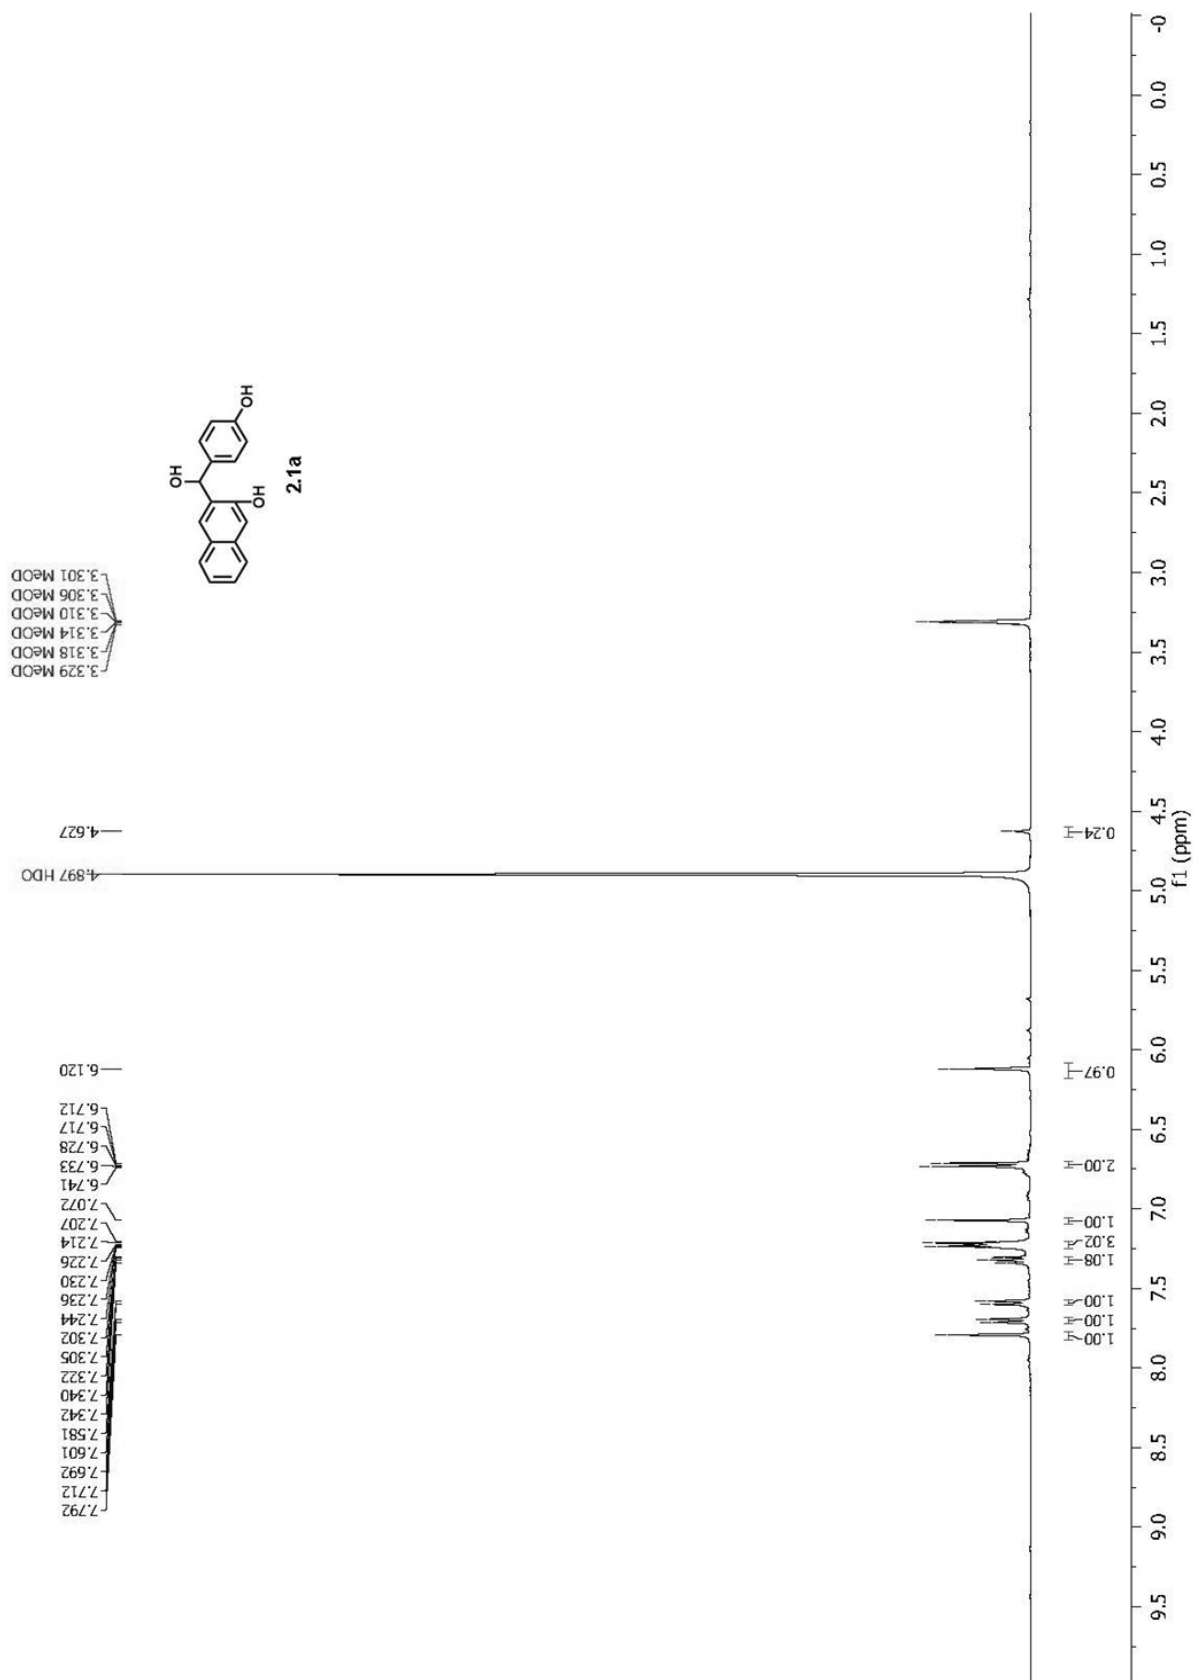 7.792
7.712
7.692
7.601
7.581
7.342
7.340
7.322
7.305
7.302
7.244
7.236
7.230
7.226
7.214
7.207
7.072
6.741
6.733
6.728
6.717
6.712
6.120
4.897 HDO
4.627
3.329 MeOD
3.318 MeOD
3.314 MeOD
3.310 MeOD
3.306 MeOD
3.301 MeOD
OH
OH
OH
2.1a
1.00
1.00
1.00
1.08
3.02
1.00
2.00
0.97
0.24
9.5 9.0 8.5 8.0 7.5 7.0 6.5 6.0 5.5 5.0 4.5 4.0 3.5 3.0 2.5 2.0 1.5 1.0 0.5 0.0 -0
f1 (ppm)